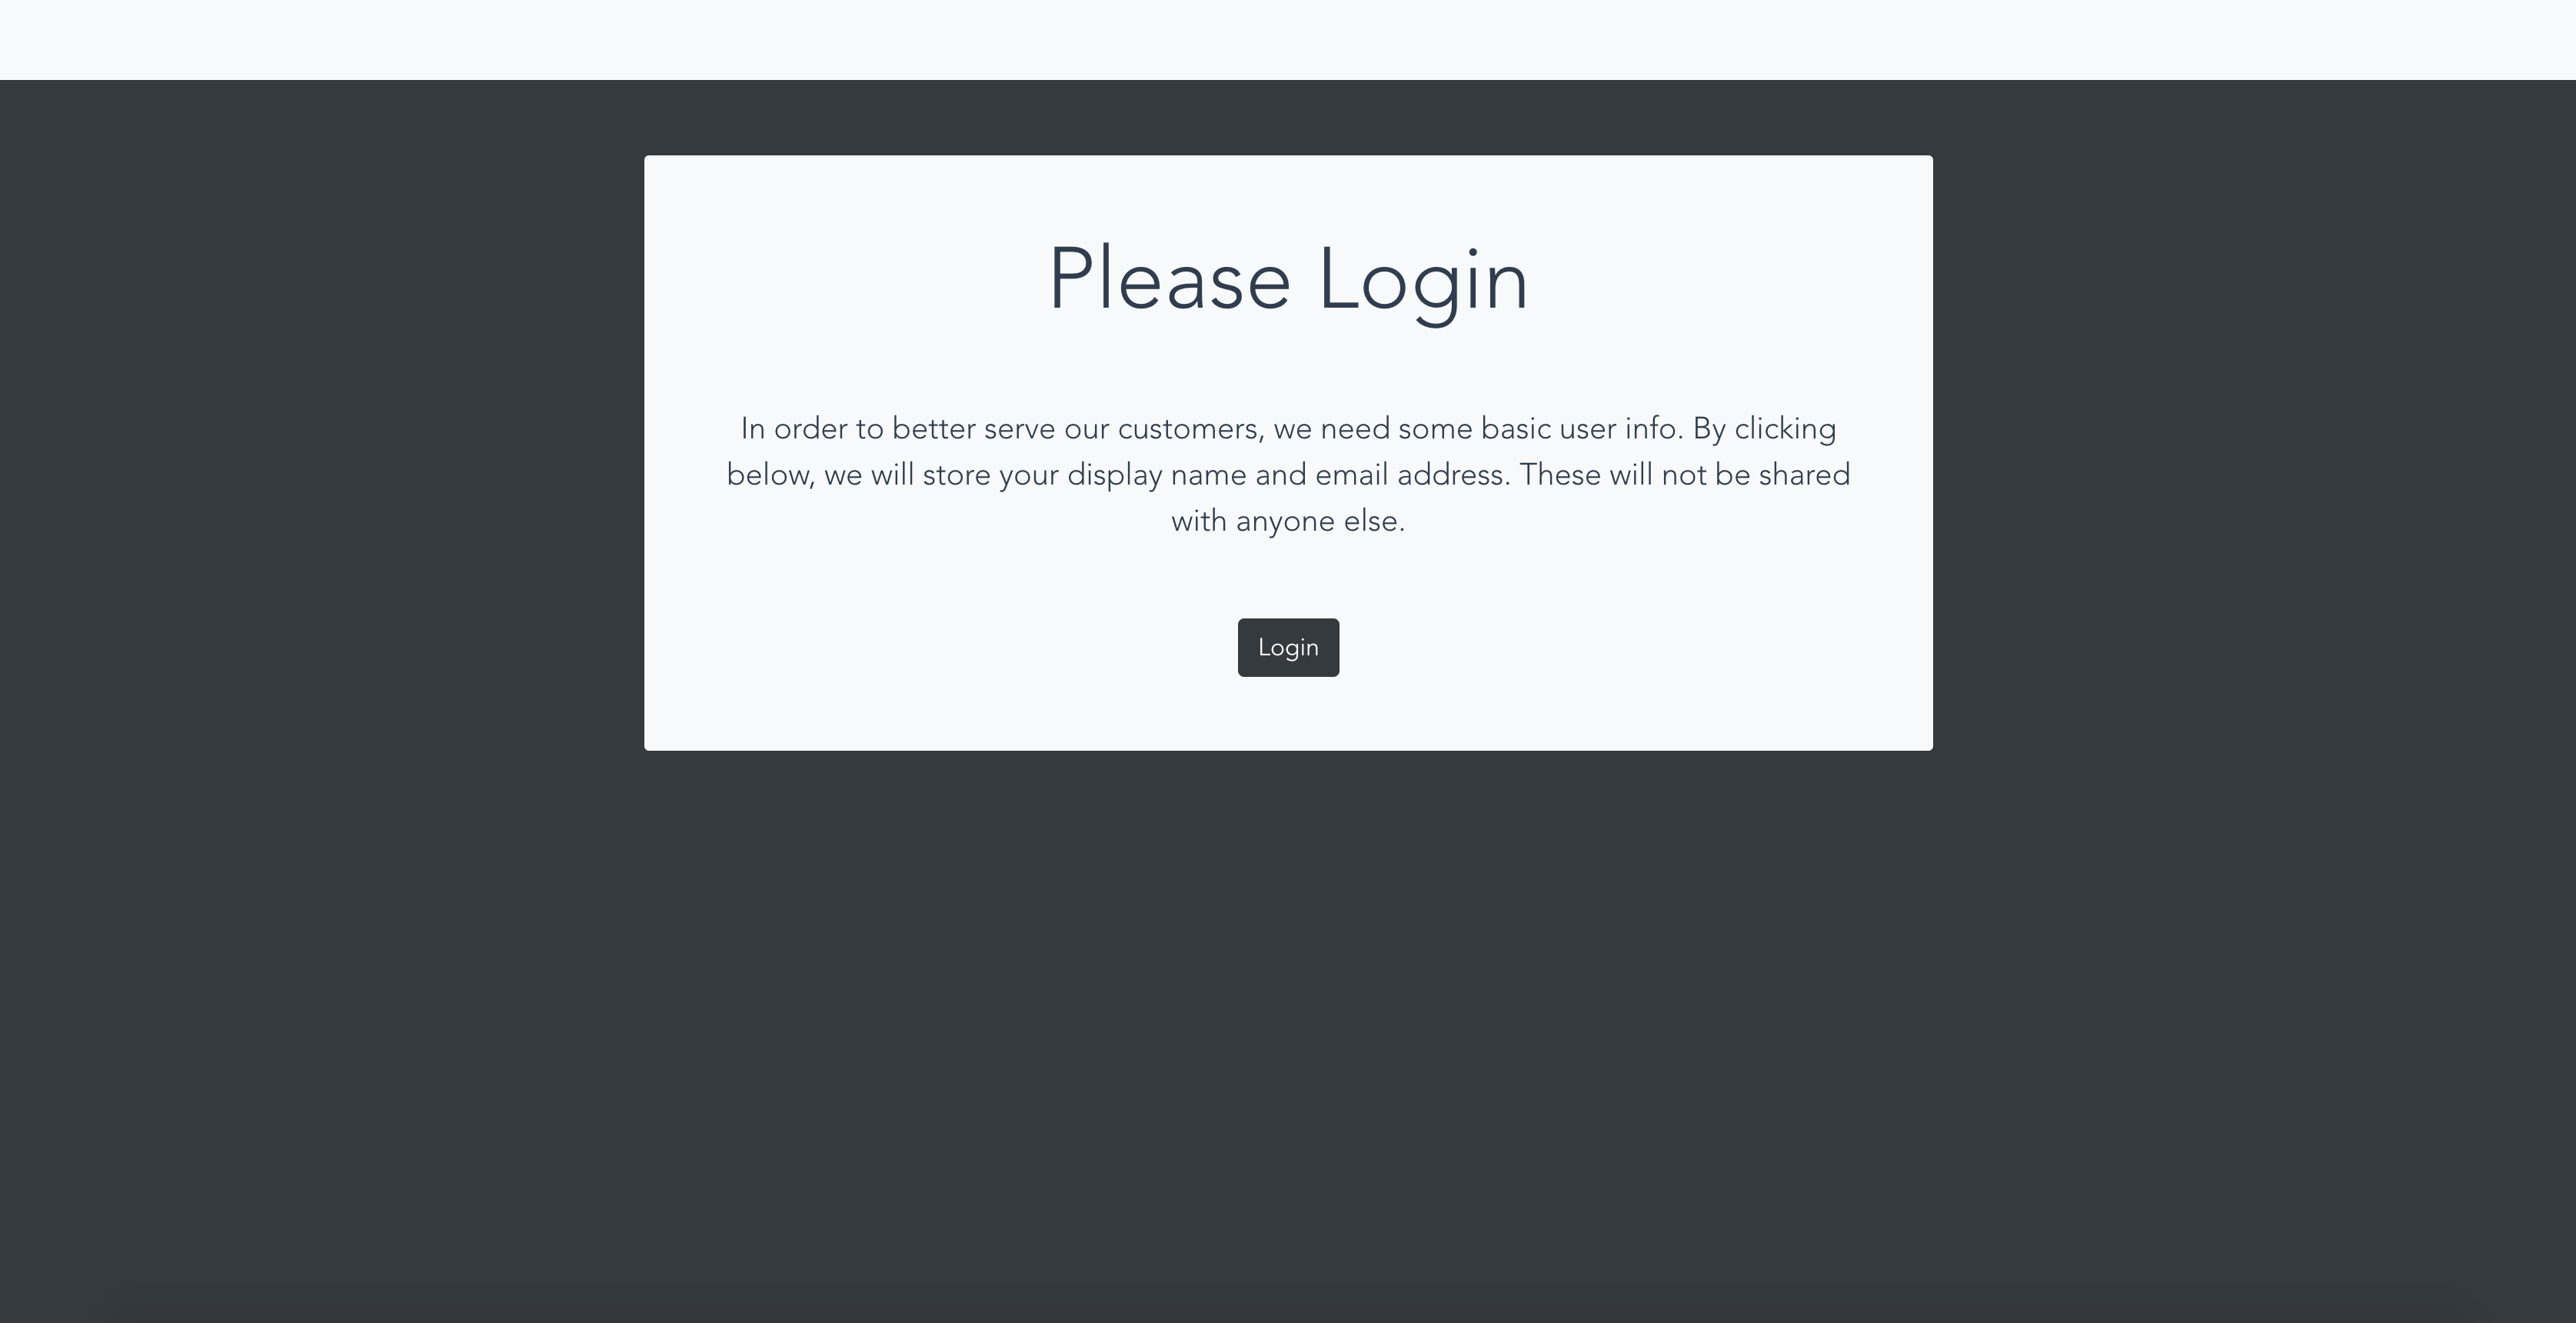 Please Login
In order to better serve our customers, we need some basic user info. By clicking
below, we will store your display name and email address. These will not be shared
with anyone else.
Login